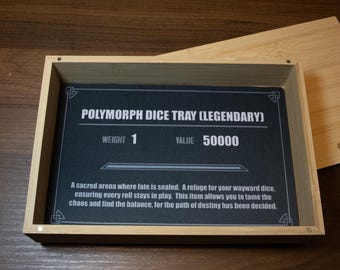 POLYMORPH DICE TRAY (LEGENDARY)
WEIGHT 1 VALUE 50000
A sacred arena where fate is sealed. A refuge for your wayward dice,
ensuring every roll stays in play. This item allows you to tame the
chaos and find the balance, for the path of destiny has been decided.